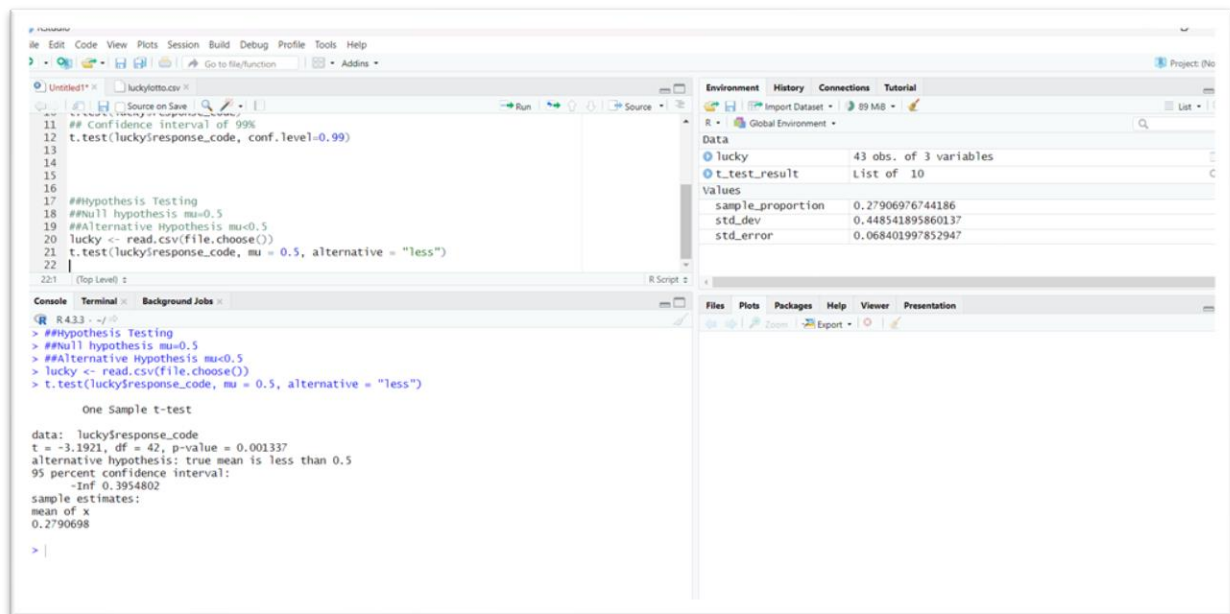 Edit Code View Plots Session Build Debug Profile Tools Help
Go to file/function Addins
Project: (No
Untitled1* luckylotto.csv
Source on Save Run Source
11 ## Confidence interval of 99%
12 t.test(lucky$response_code, conf.level=0.99)
13
14
15
16
17 ##Hypothesis Testing
18 ##Null hypothesis mu=0.5
19 ##Alternative Hypothesis mu<0.5
20 lucky <- read.csv(file.choose())
21 t.test(lucky$response_code, mu = 0.5, alternative = "less")
22
22:1 (Top Level) R Script
Console Terminal Background Jobs
R 4.3.3 · ~/
> ##Hypothesis Testing
> ##Null hypothesis mu=0.5
> ##Alternative Hypothesis mu<0.5
> lucky <- read.csv(file.choose())
> t.test(lucky$response_code, mu = 0.5, alternative = "less")
One Sample t-test
data: lucky$response_code
t = -3.1921, df = 42, p-value = 0.001337
alternative hypothesis: true mean is less than 0.5
95 percent confidence interval:
-Inf 0.3954802
sample estimates:
mean of x
0.2790698
>
Environment History Connections Tutorial
Import Dataset 89 MiB List
R Global Environment
Data
lucky 43 obs. of 3 variables
t_test_result List of 10
Values
sample_proportion 0.27906976744186
std_dev 0.448541895860137
std_error 0.068401997852947
Files Plots Packages Help Viewer Presentation
Zoom Export